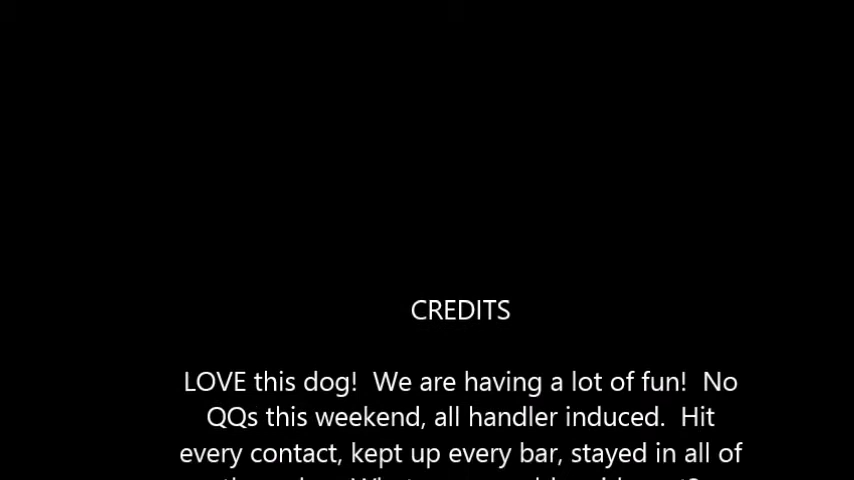 CREDITS
LOVE this dog!  We are having a lot of fun!  No
QQs this weekend, all handler induced.  Hit
every contact, kept up every bar, stayed in all of